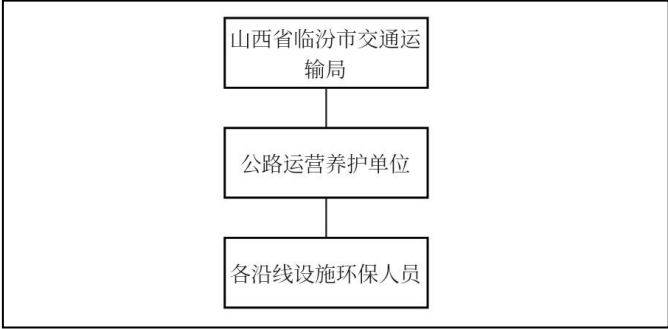 山西省临汾市交通运
输局
公路运营养护单位
各沿线设施环保人员